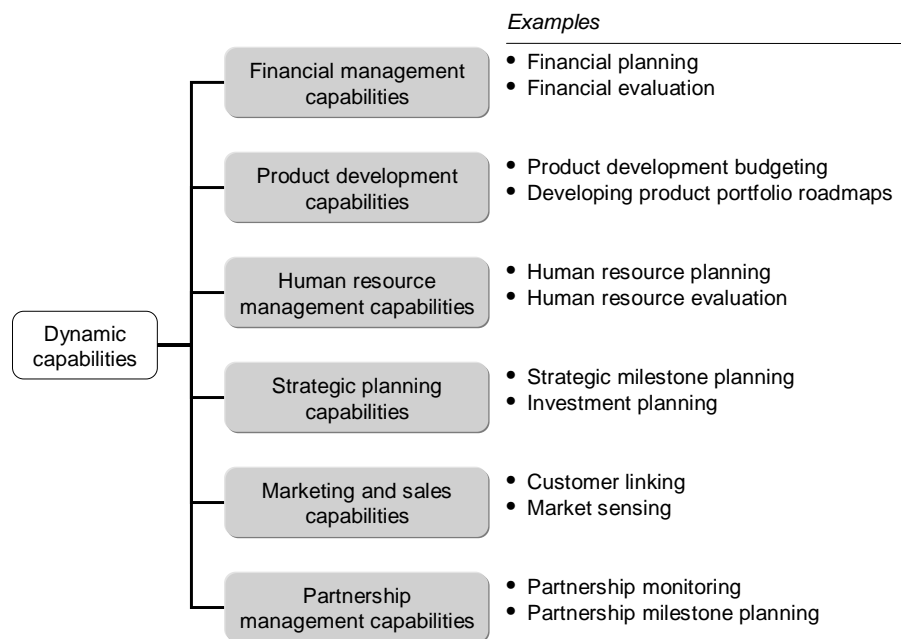 Examples
Financial management
capabilities
• Financial planning
• Financial evaluation
Product development
capabilities
• Product development budgeting
• Developing product portfolio roadmaps
Human resource
management capabilities
• Human resource planning
• Human resource evaluation
Dynamic
capabilities
Strategic planning
capabilities
• Strategic milestone planning
• Investment planning
Marketing and sales
capabilities
• Customer linking
• Market sensing
Partnership
management capabilities
• Partnership monitoring
• Partnership milestone planning